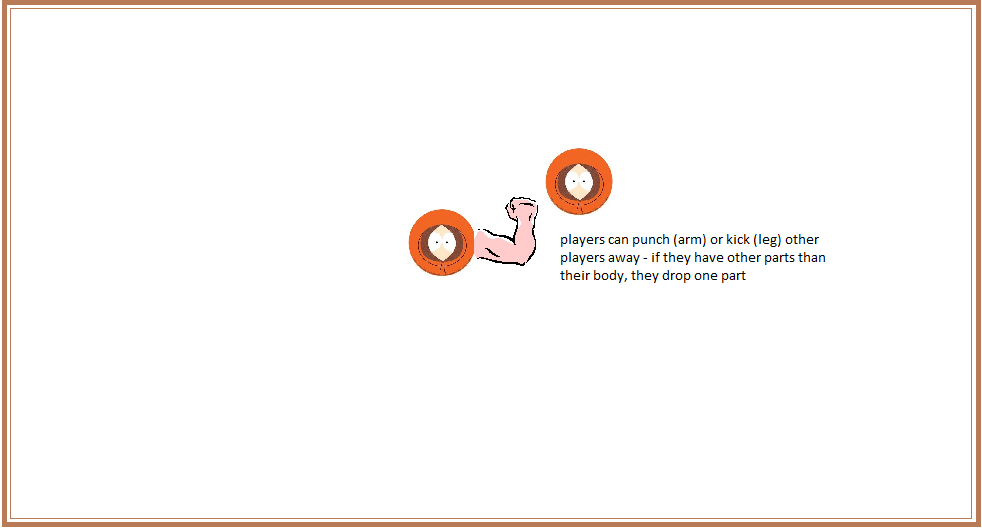 players can punch (arm) or kick (leg) other
players away - if they have other parts than
their body, they drop one part